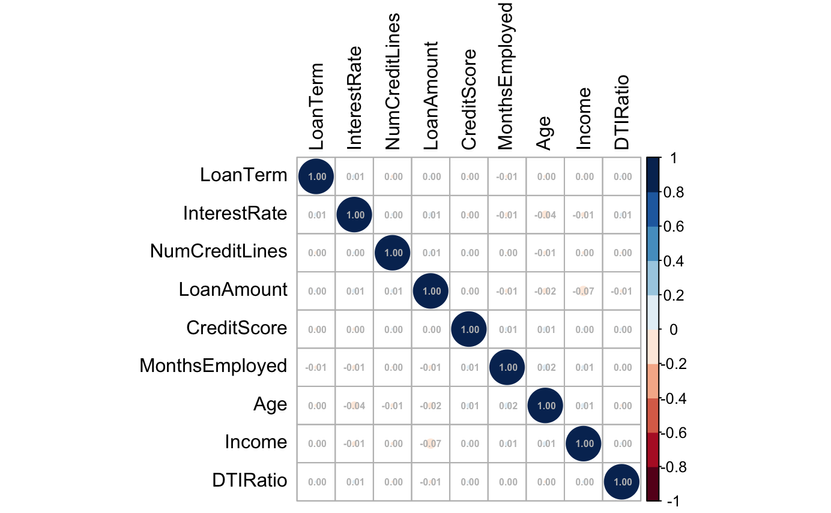 LoanTerm InterestRate NumCreditLines LoanAmount CreditScore MonthsEmployed Age Income DTIRatio
LoanTerm 1.00 0.01 0.00 0.00 0.00 -0.01 0.00 0.00 0.00
InterestRate 0.01 1.00 0.00 0.01 0.00 -0.01 -0.04 -0.01 0.01
NumCreditLines 0.00 0.00 1.00 0.01 0.00 0.00 -0.01 0.00 0.00
LoanAmount 0.00 0.01 0.01 1.00 0.00 -0.01 -0.02 -0.07 -0.01
CreditScore 0.00 0.00 0.00 0.00 1.00 0.01 0.01 0.00 0.00
MonthsEmployed -0.01 -0.01 0.00 -0.01 0.01 1.00 0.02 0.01 0.00
Age 0.00 -0.04 -0.01 -0.02 0.01 0.02 1.00 0.01 0.00
Income 0.00 -0.01 0.00 -0.07 0.00 0.01 0.01 1.00 0.00
DTIRatio 0.00 0.01 0.00 -0.01 0.00 0.00 0.00 0.00 1.00
1
0.8
0.6
0.4
0.2
0
-0.2
-0.4
-0.6
-0.8
-1